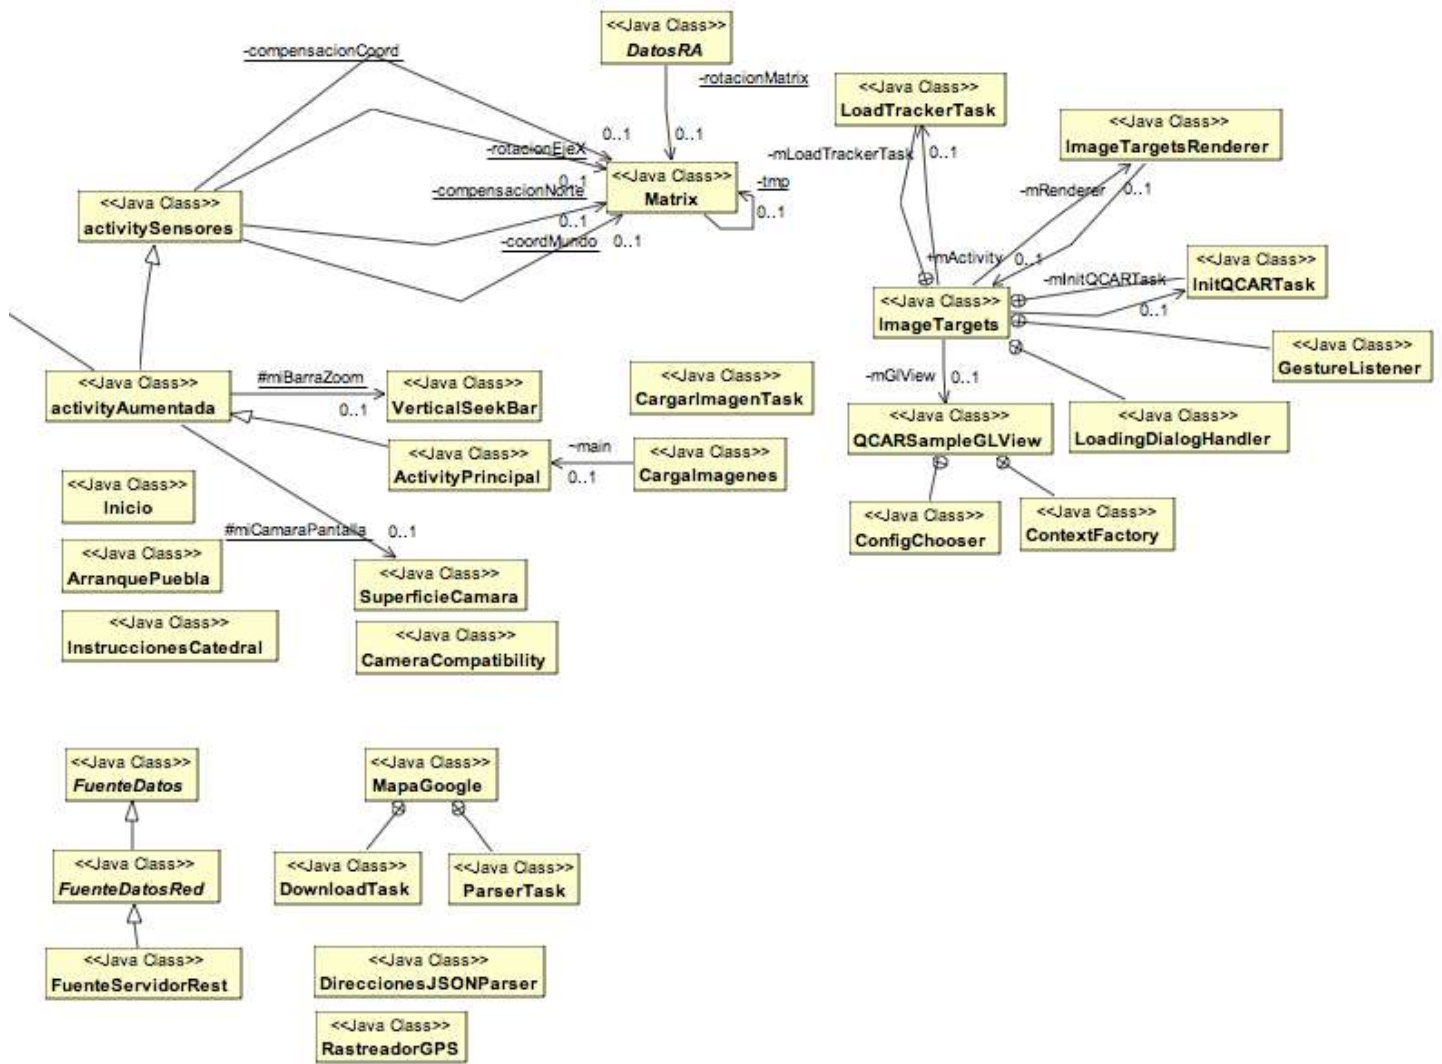 <<Java Class>>
DatosRA
-compensacionCoord
-rotacionMatrix
<<Java Class>>
LoadTrackerTask
<<Java Class>>
ImageTargetsRenderer
0..1
0..1
-rotacionEjeX
-mLoadTrackerTask
0..1
<<Java Class>>
Matrix
-tmp
0..1
0..1
-compensacionNorte
-mRenderer
0..1
<<Java Class>>
activitySensores
0..1
-coordMundo
0..1
+mActivity
0..1
-mInitQCARTask
<<Java Class>>
InitQCARTask
0..1
<<Java Class>>
ImageTargets
<<Java Class>>
GestureListener
<<Java Class>>
activityAumentada
#miBarraZoom
0..1
<<Java Class>>
VerticalSeekBar
<<Java Class>>
CargarImagenTask
-mGlView
0..1
<<Java Class>>
QCARSampleGLView
<<Java Class>>
LoadingDialogHandler
<<Java Class>>
ActivityPrincipal
~main
0..1
<<Java Class>>
CargaImagenes
<<Java Class>>
Inicio
<<Java Class>>
ConfigChooser
<<Java Class>>
ContextFactory
#miCamaraPantalla
0..1
<<Java Class>>
ArranquePuebla
<<Java Class>>
SuperficieCamara
<<Java Class>>
InstruccionesCatedral
<<Java Class>>
CameraCompatibility
<<Java Class>>
FuenteDatos
<<Java Class>>
MapaGoogle
<<Java Class>>
FuenteDatosRed
<<Java Class>>
DownloadTask
<<Java Class>>
ParserTask
<<Java Class>>
FuenteServidorRest
<<Java Class>>
DireccionesJSONParser
<<Java Class>>
RastreadorGPS